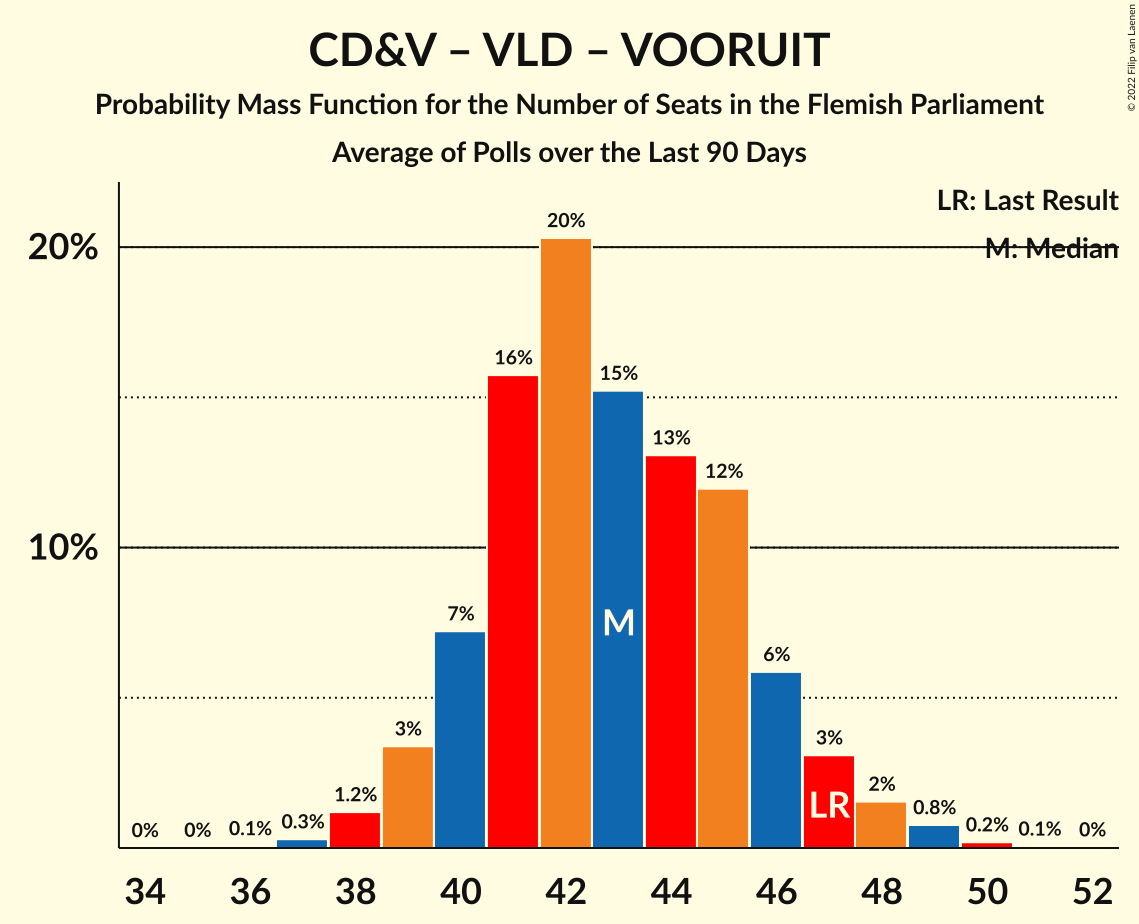 CD&V – VLD – VOORUIT
Probability Mass Function for the Number of Seats in the Flemish Parliament
Average of Polls over the Last 90 Days
© 2022 Filip van Laenen
LR: Last Result
M: Median
20%
10%
0%
0%
0.1%
0.3%
1.2%
3%
7%
16%
20%
15%
13%
12%
6%
3%
2%
0.8%
0.2%
0.1%
0%
M
LR
34 36 38 40 42 44 46 48 50 52